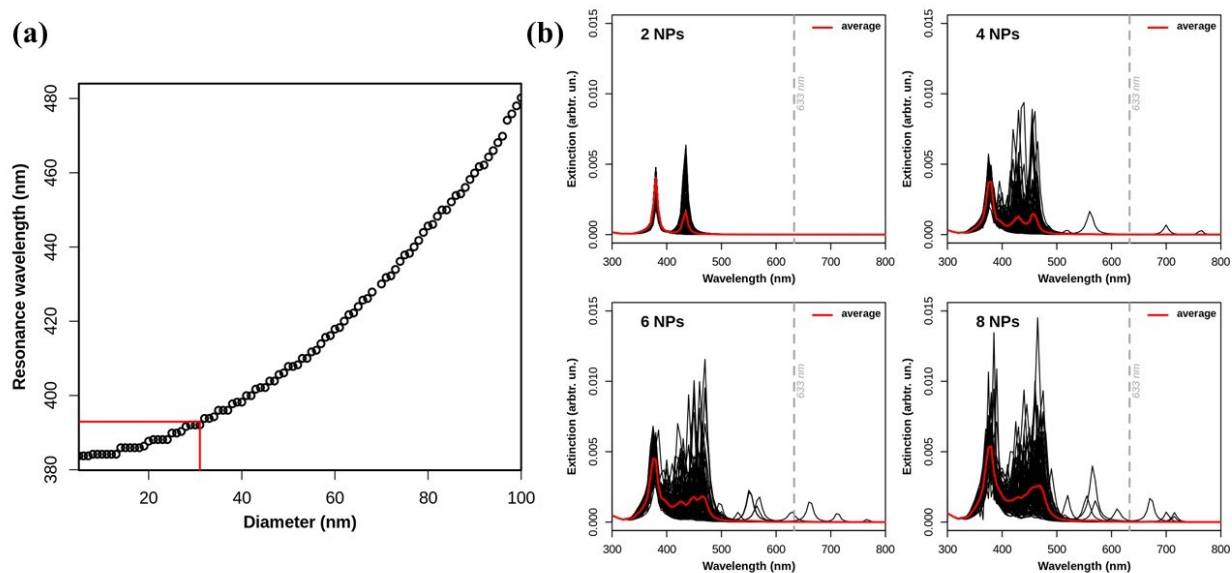 (a)
Resonance wavelength (nm)
480
460
440
420
400
380
20 40 60 80 100
Diameter (nm)
(b)
2 NPs
average
633 nm
Extinction (arbtr. un.)
0.015
0.010
0.005
0.000
300 400 500 600 700 800
Wavelength (nm)
4 NPs
average
633 nm
Extinction (arbtr. un.)
0.015
0.010
0.005
0.000
300 400 500 600 700 800
Wavelength (nm)
6 NPs
average
633 nm
Extinction (arbtr. un.)
0.015
0.010
0.005
0.000
300 400 500 600 700 800
Wavelength (nm)
8 NPs
average
633 nm
Extinction (arbtr. un.)
0.015
0.010
0.005
0.000
300 400 500 600 700 800
Wavelength (nm)